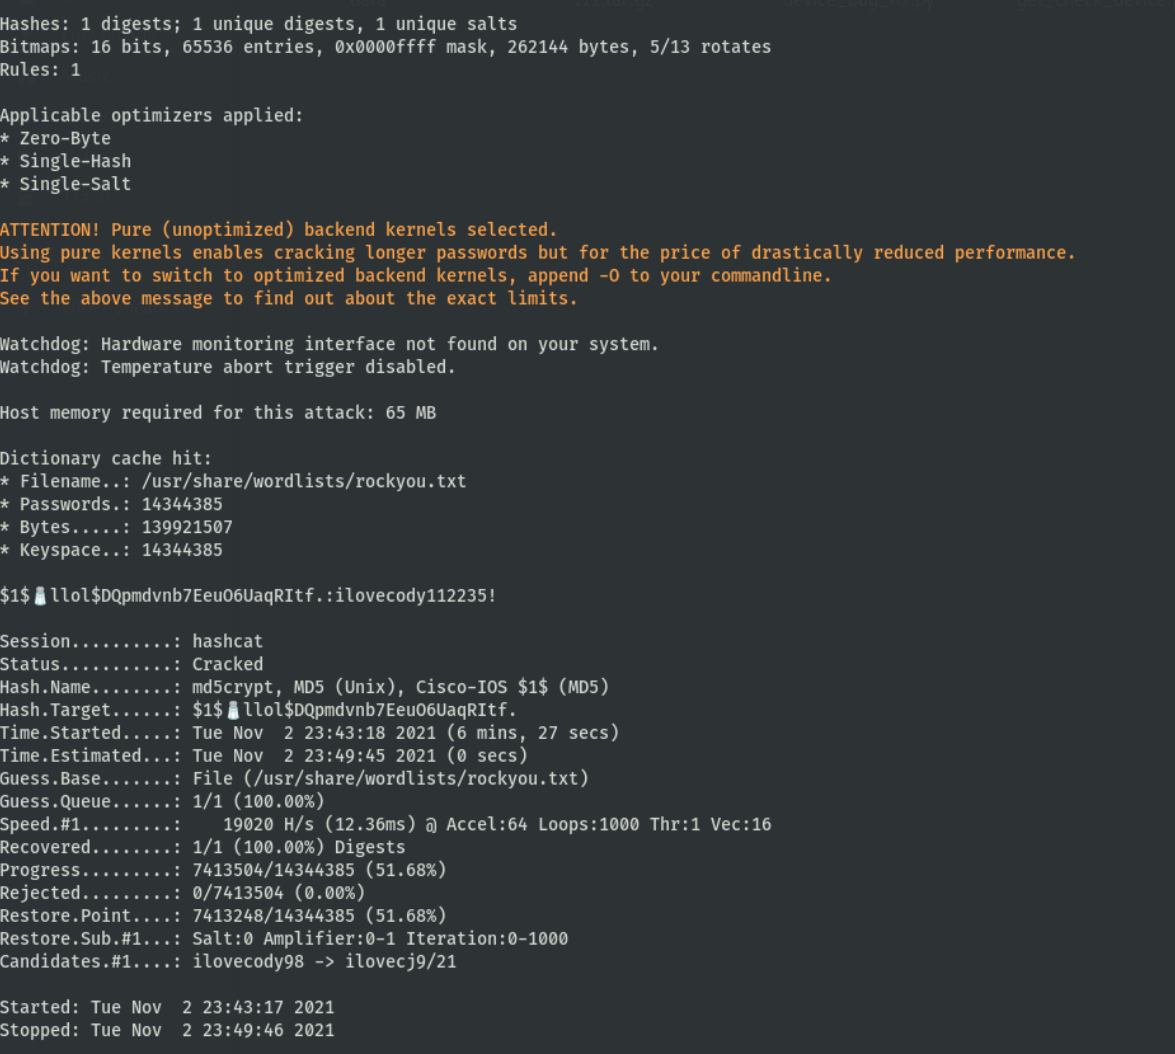 Hashes: 1 digests; 1 unique digests, 1 unique salts
Bitmaps: 16 bits, 65536 entries, 0x0000ffff mask, 262144 bytes, 5/13 rotates
Rules: 1
Applicable optimizers applied:
* Zero-Byte
* Single-Hash
* Single-Salt
ATTENTION! Pure (unoptimized) backend kernels selected.
Using pure kernels enables cracking longer passwords but for the price of drastically reduced performance.
If you want to switch to optimized backend kernels, append -O to your commandline.
See the above message to find out about the exact limits.
Watchdog: Hardware monitoring interface not found on your system.
Watchdog: Temperature abort trigger disabled.
Host memory required for this attack: 65 MB
Dictionary cache hit:
* Filename..: /usr/share/wordlists/rockyou.txt
* Passwords.: 14344385
* Bytes.....: 139921507
* Keyspace..: 14344385
$1$🧂llol$DQpmdvnb7EeuO6UaqRItf.:ilovecody112235!
Session..........: hashcat
Status...........: Cracked
Hash.Name........: md5crypt, MD5 (Unix), Cisco-IOS $1$ (MD5)
Hash.Target......: $1$🧂llol$DQpmdvnb7EeuO6UaqRItf.
Time.Started.....: Tue Nov  2 23:43:18 2021 (6 mins, 27 secs)
Time.Estimated...: Tue Nov  2 23:49:45 2021 (0 secs)
Guess.Base.......: File (/usr/share/wordlists/rockyou.txt)
Guess.Queue......: 1/1 (100.00%)
Speed.#1.........:    19020 H/s (12.36ms) @ Accel:64 Loops:1000 Thr:1 Vec:16
Recovered........: 1/1 (100.00%) Digests
Progress.........: 7413504/14344385 (51.68%)
Rejected.........: 0/7413504 (0.00%)
Restore.Point....: 7413248/14344385 (51.68%)
Restore.Sub.#1...: Salt:0 Amplifier:0-1 Iteration:0-1000
Candidates.#1....: ilovecody98 -> ilovecj9/21
Started: Tue Nov  2 23:43:17 2021
Stopped: Tue Nov  2 23:49:46 2021